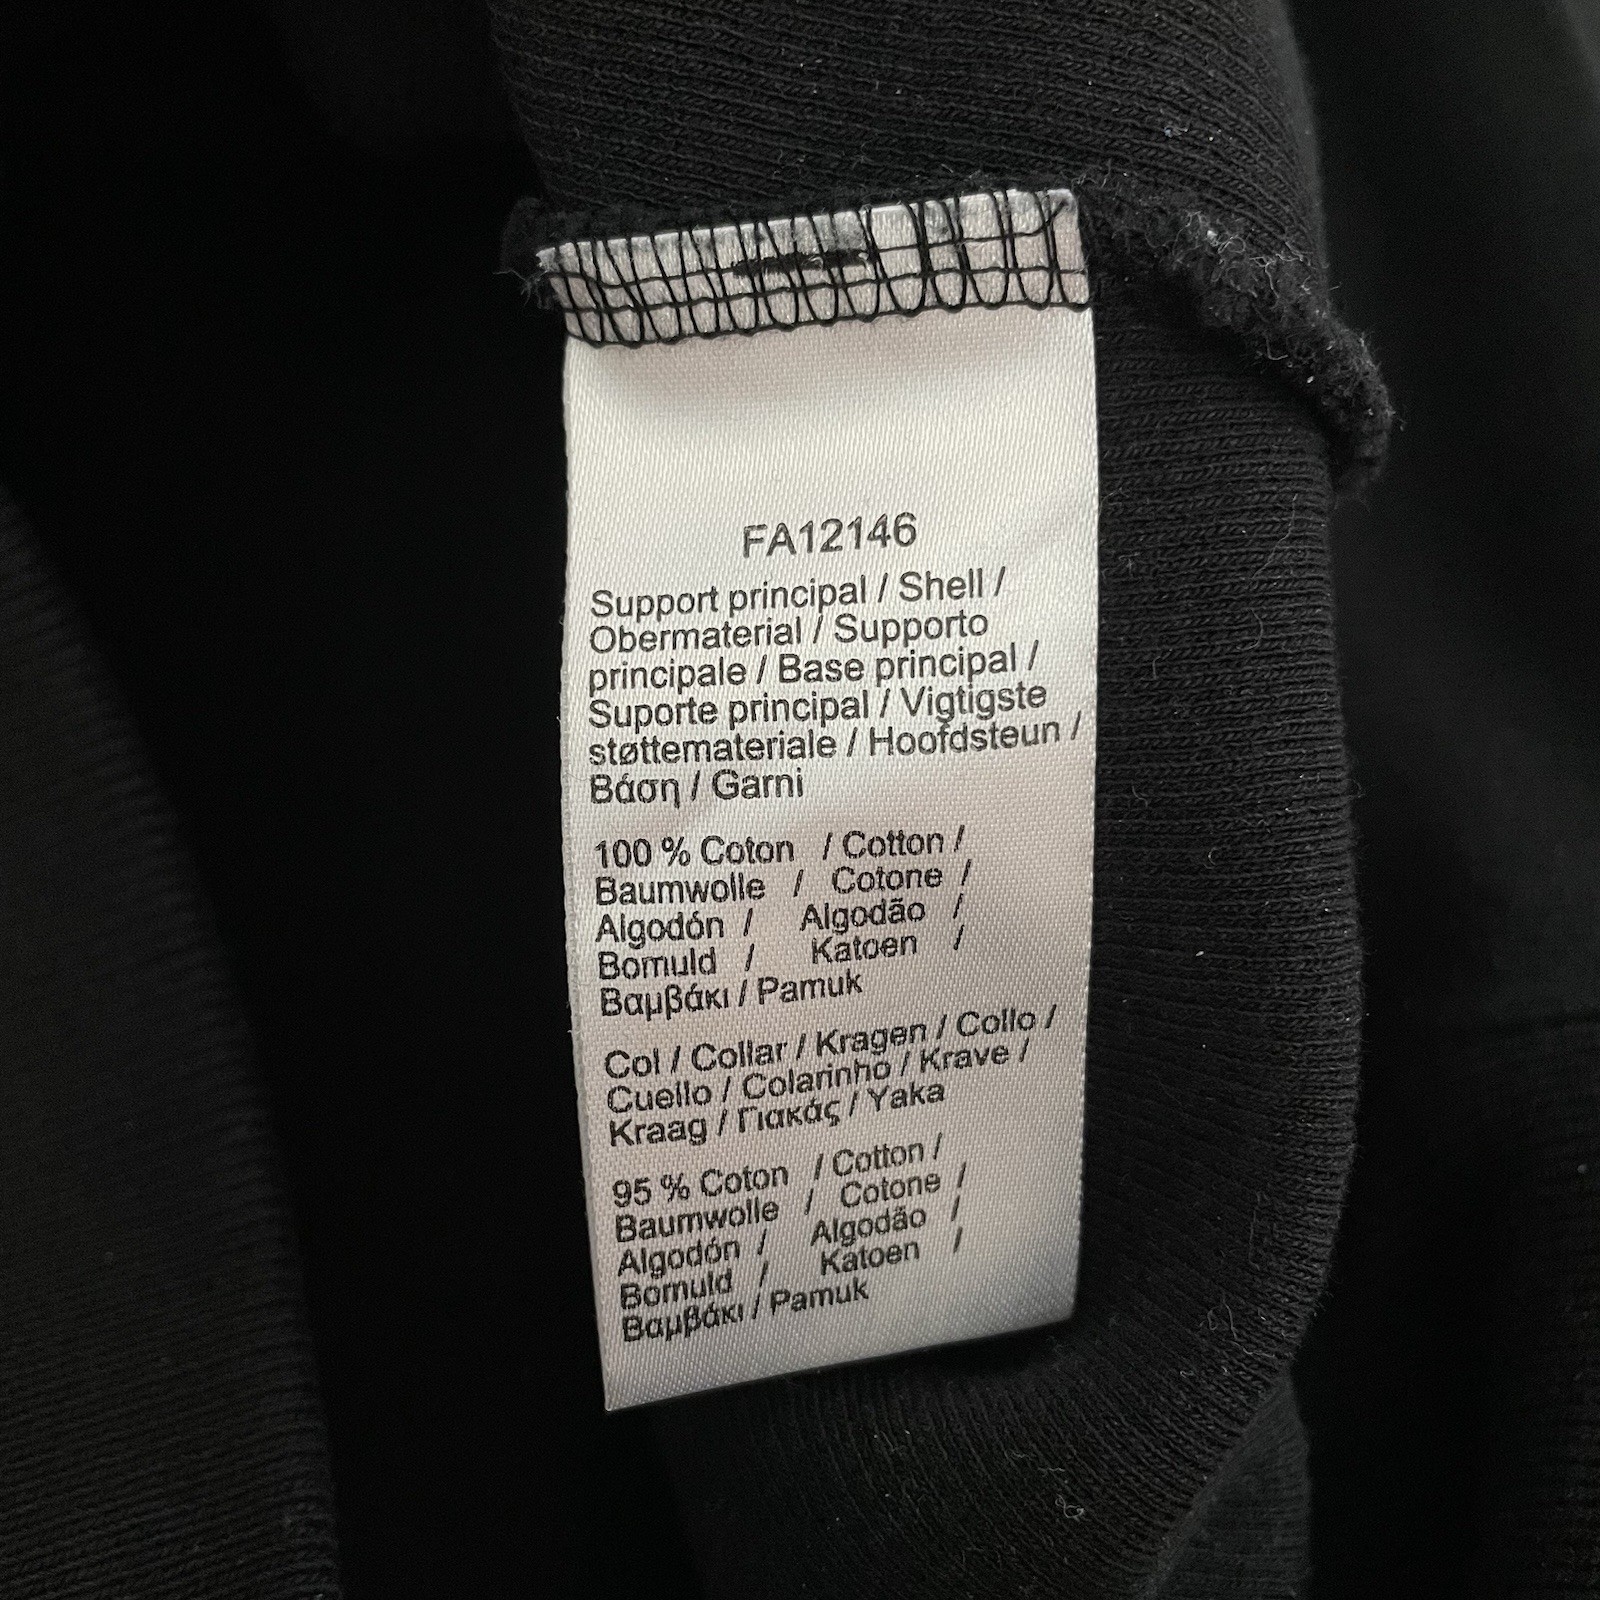 FA12146
Support principal / Shell /
Obermaterial / Supporto
principale / Base principal /
Suporte principal / Vigtigste
støttemateriale / Hoofdsteun /
Βάση / Garni
100 % Coton / Cotton /
Baumwolle / Cotone /
Algodón / Algodão /
Bomuld / Katoen /
Βαμβάκι / Pamuk
Col / Collar / Kragen / Collo /
Cuello / Colarinho / Krave /
Kraag / Γιακάς / Yaka
95 % Coton / Cotton /
Baumwolle / Cotone /
Algodón / Algodão /
Bomuld / Katoen /
Βαμβάκι / Pamuk